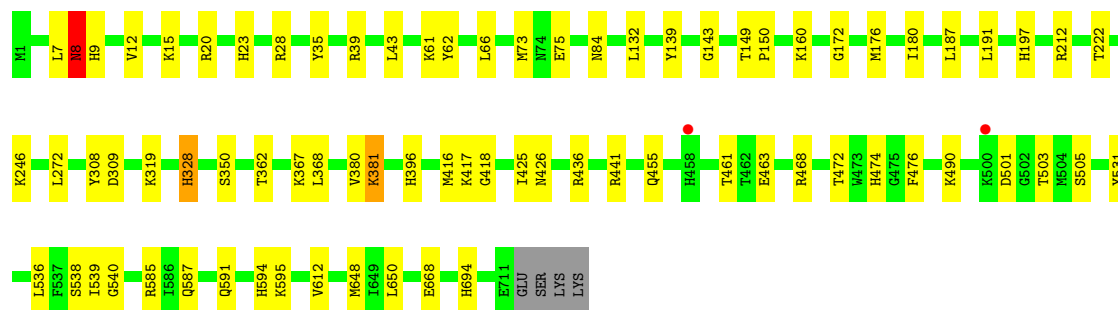 M1 L7 N8 H9 V12 K15 R20 H23 R28 Y35 R39 L43 K61 Y62 L66 M73 N74 E75 N84 L132 Y139 G143 T149 P150 K160 G172 M176 I180 L187 L191 H197 R212 T222
K246 L272 Y308 D309 K319 H328 S350 T362 K367 L368 V380 K381 H396 M416 K417 G418 I425 N426 R436 R441 Q455 H458 T461 T462 E463 R468 T472 W473 H474 G475 F476 K490 K500 D501 G502 T503 M504 S505
L536 F537 S538 I539 G540 R585 I586 Q587 Q591 H594 K595 V612 M648 I649 L650 E668 H694 E711 GLU SER LYS LYS